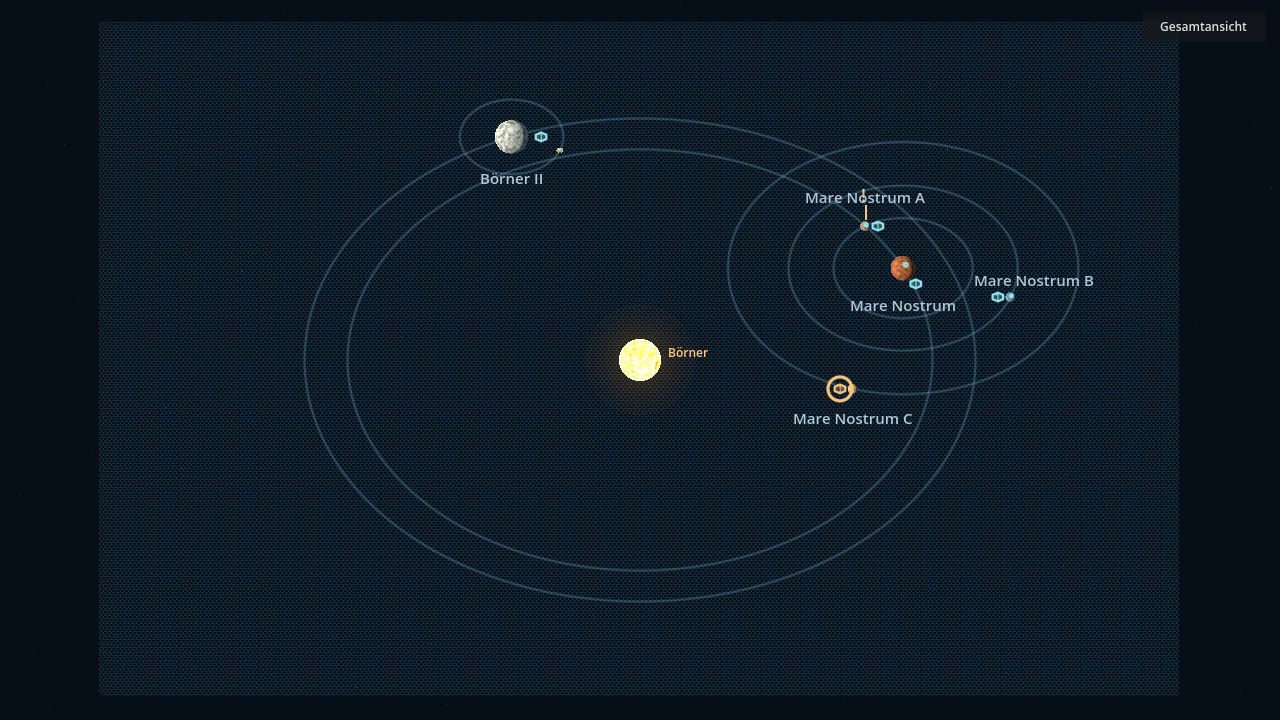 Gesamtansicht
Börner II
Mare Nostrum A
Mare Nostrum B
Mare Nostrum
Börner
Mare Nostrum C